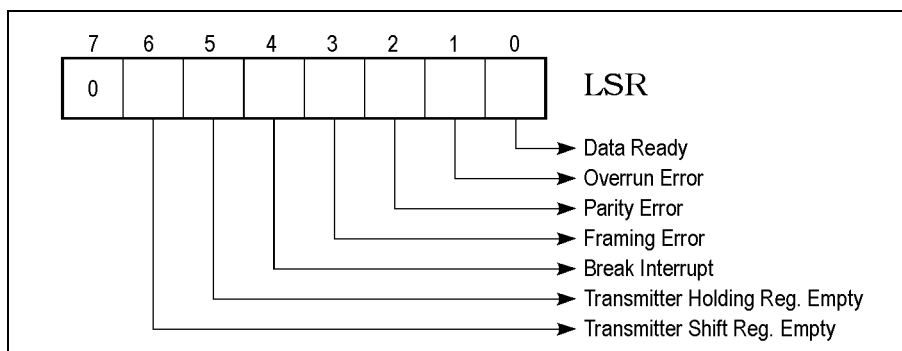 7 6 5 4 3 2 1 0
0
LSR
Data Ready
Overrun Error
Parity Error
Framing Error
Break Interrupt
Transmitter Holding Reg. Empty
Transmitter Shift Reg. Empty